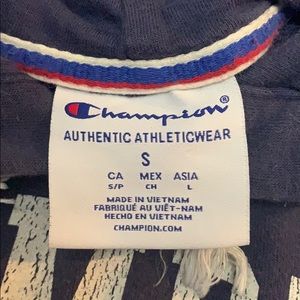 Champion®
AUTHENTIC ATHLETICWEAR
S
CA MEX ASIA
S/P CH L
MADE IN VIETNAM
FABRIQUÉ AU VIÊT-NAM
HECHO EN VIETNAM
CHAMPION.COM